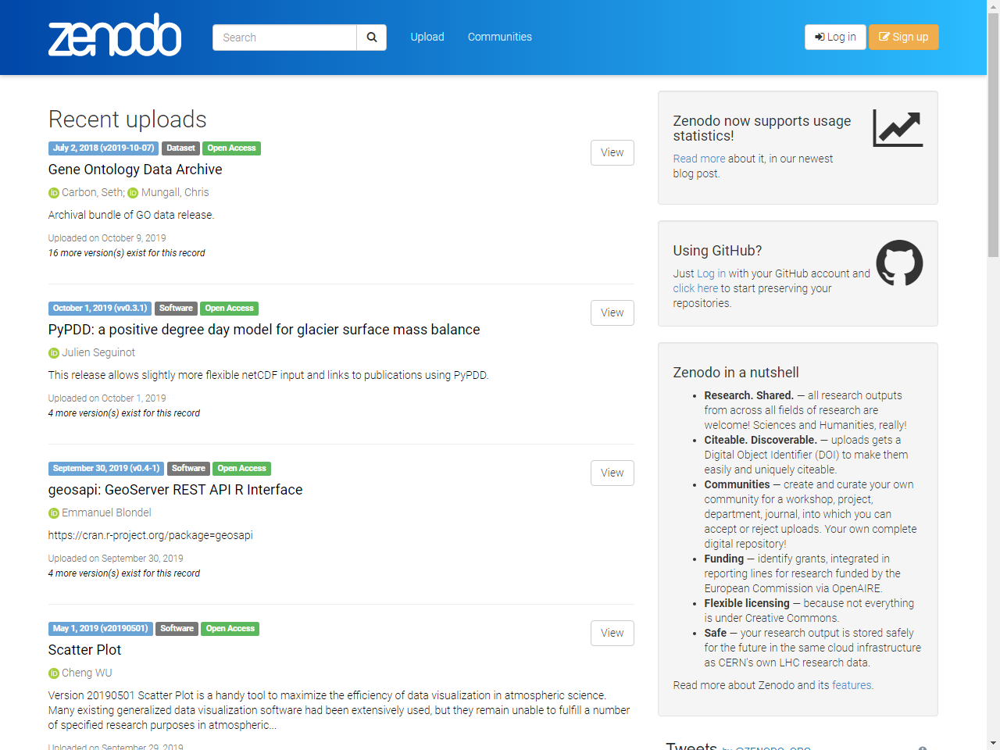 zenodo
Search
Upload
Communities
Log in
Sign up
Recent uploads
July 2, 2018 (v2019-10-07) Dataset Open Access
View
Gene Ontology Data Archive
Carbon, Seth; Mungall, Chris
Archival bundle of GO data release.
Uploaded on October 9, 2019
16 more version(s) exist for this record
October 1, 2019 (vv0.3.1) Software Open Access
View
PyPDD: a positive degree day model for glacier surface mass balance
Julien Seguinot
This release allows slightly more flexible netCDF input and links to publications using PyPDD.
Uploaded on October 1, 2019
4 more version(s) exist for this record
September 30, 2019 (v0.4-1) Software Open Access
View
geosapi: GeoServer REST API R Interface
Emmanuel Blondel
https://cran.r-project.org/package=geosapi
Uploaded on September 30, 2019
4 more version(s) exist for this record
May 1, 2019 (v20190501) Software Open Access
View
Scatter Plot
Cheng WU
Version 20190501 Scatter Plot is a handy tool to maximize the efficiency of data visualization in atmospheric science.
Many existing generalized data visualization software had been extensively used, but they remain unable to fulfill a number
of specified research purposes in atmospheric...
Uploaded on September 29, 2019
Zenodo now supports usage
statistics!
Read more about it, in our newest
blog post.
Using GitHub?
Just Log in with your GitHub account and
click here to start preserving your
repositories.
Zenodo in a nutshell
• Research. Shared. — all research outputs
from across all fields of research are
welcome! Sciences and Humanities, really!
• Citeable. Discoverable. — uploads gets a
Digital Object Identifier (DOI) to make them
easily and uniquely citeable.
• Communities — create and curate your own
community for a workshop, project,
department, journal, into which you can
accept or reject uploads. Your own complete
digital repository!
• Funding — identify grants, integrated in
reporting lines for research funded by the
European Commission via OpenAIRE.
• Flexible licensing — because not everything
is under Creative Commons.
• Safe — your research output is stored safely
for the future in the same cloud infrastructure
as CERN's own LHC research data.
Read more about Zenodo and its features.
Tweets by @ZENODO_ORG